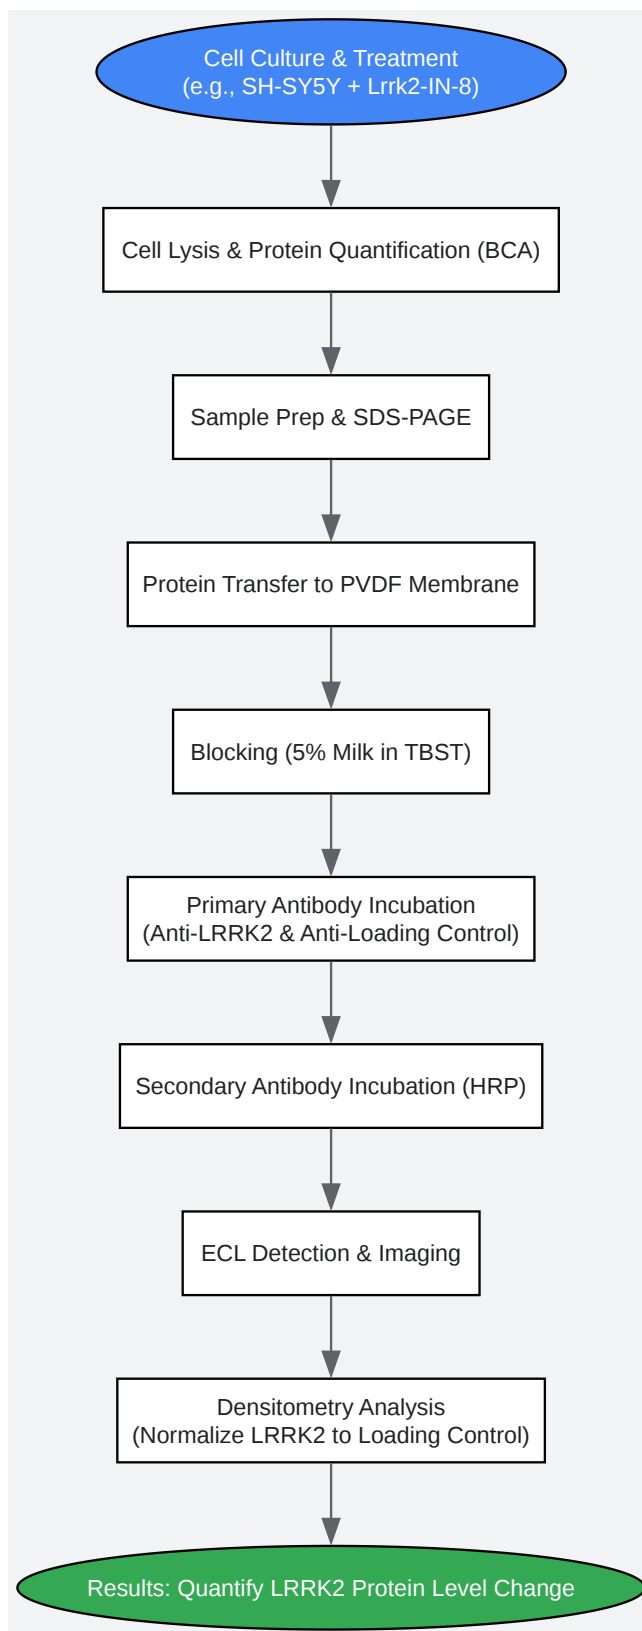 Cell Culture & Treatment
(e.g., SH-SY5Y + Lrrk2-IN-8)
Cell Lysis & Protein Quantification (BCA)
Sample Prep & SDS-PAGE
Protein Transfer to PVDF Membrane
Blocking (5% Milk in TBST)
Primary Antibody Incubation
(Anti-LRRK2 & Anti-Loading Control)
Secondary Antibody Incubation (HRP)
ECL Detection & Imaging
Densitometry Analysis
(Normalize LRRK2 to Loading Control)
Results: Quantify LRRK2 Protein Level Change